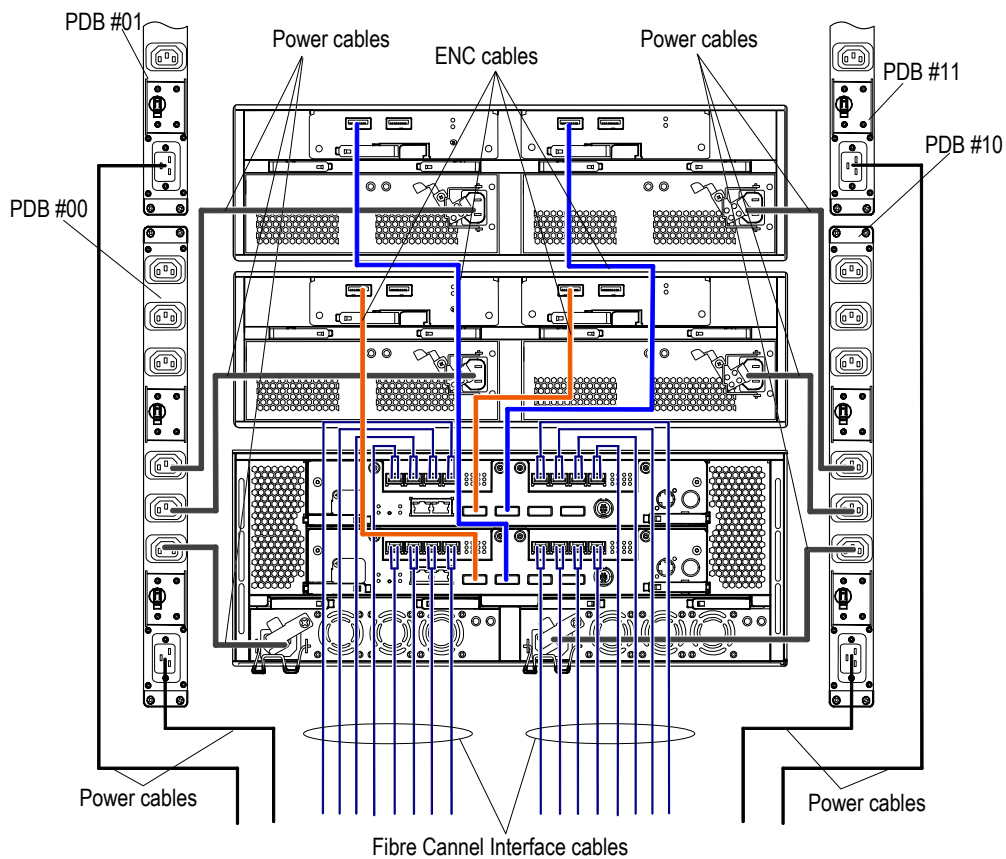 PDB #01
Power cables
ENC cables
Power cables
PDB #11
PDB #10
PDB #00
Power cables
Power cables
Fibre Cannel Interface cables